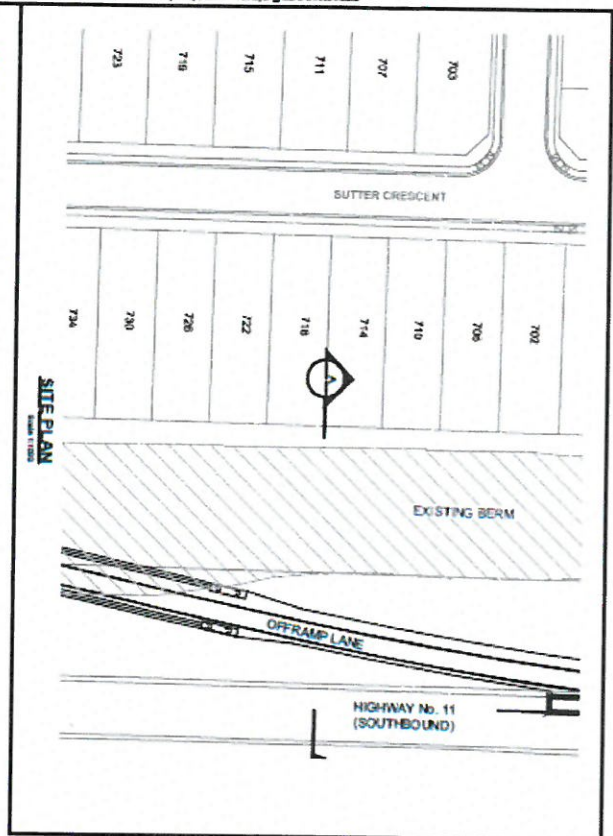 723
719
715
711
707
703
SUTTER CRESCENT
734
730
726
722
718
714
710
706
702
A
EXISTING BERM
OFFRAMP LANE
HIGHWAY No. 11
(SOUTHBOUND)
SITE PLAN